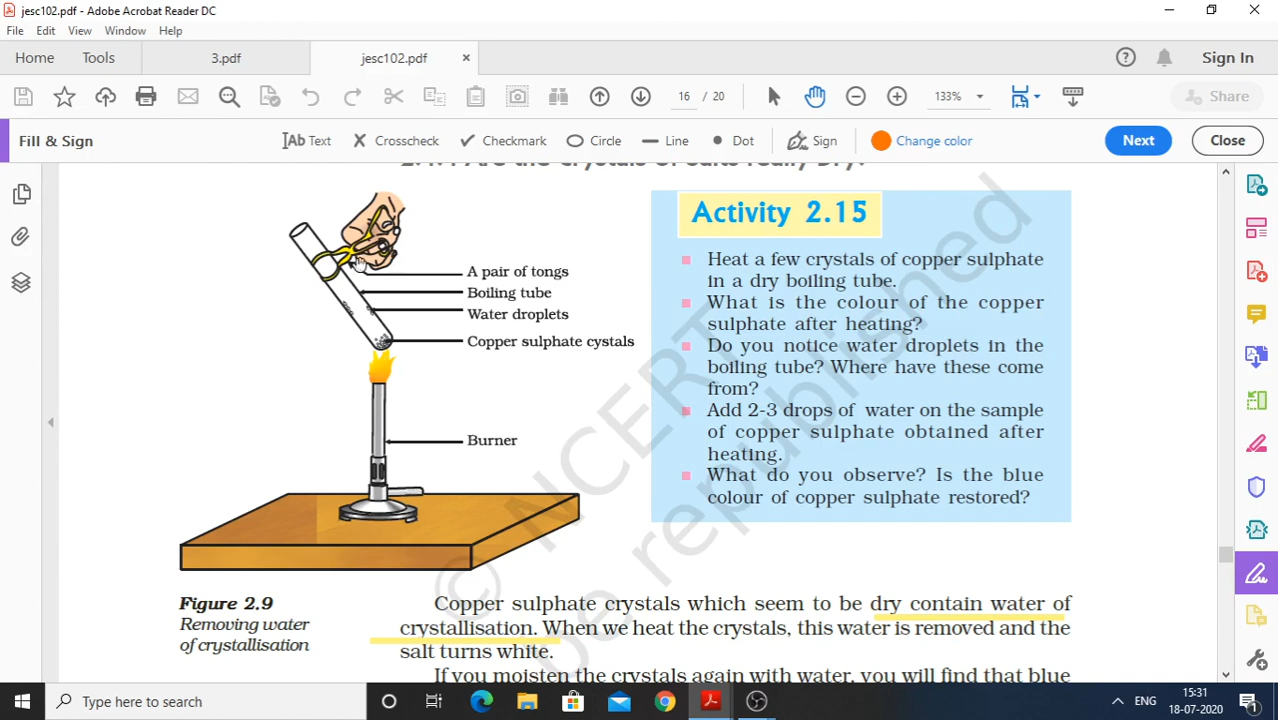 jesc102.pdf - Adobe Acrobat Reader DC
File Edit View Window Help
Home Tools 3.pdf jesc102.pdf Sign In
16 / 20 133% Share
Fill & Sign Ab Text Crosscheck Checkmark Circle Line Dot Sign Change color Next Close
A pair of tongs
Boiling tube
Water droplets
Copper sulphate cystals
Burner
Figure 2.9
Removing water
of crystallisation
Activity 2.15
Heat a few crystals of copper sulphate
in a dry boiling tube.
What is the colour of the copper
sulphate after heating?
Do you notice water droplets in the
boiling tube? Where have these come
from?
Add 2-3 drops of water on the sample
of copper sulphate obtained after
heating.
What do you observe? Is the blue
colour of copper sulphate restored?
Copper sulphate crystals which seem to be dry contain water of
crystallisation. When we heat the crystals, this water is removed and the
salt turns white.
If you moisten the crystals again with water, you will find that blue
© NCERT
be republished
Type here to search
ENG
15:31
18-07-2020
1